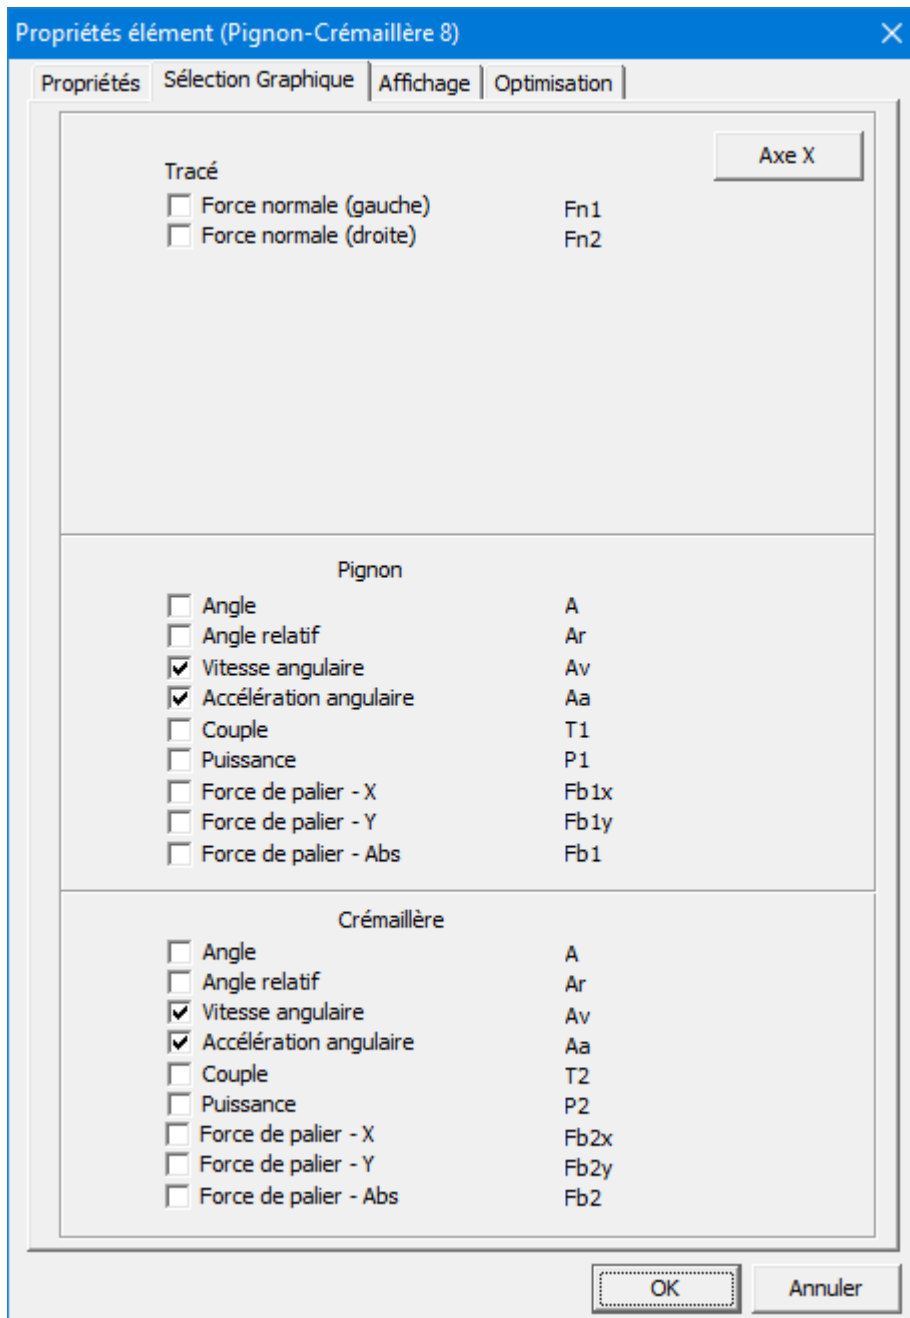 Propriétés élément (Pignon-Crémaillère 8)
Propriétés Sélection Graphique Affichage Optimisation
Axe X
Tracé
Force normale (gauche) Fn1
Force normale (droite) Fn2
Pignon
Angle A
Angle relatif Ar
Vitesse angulaire Av
Accélération angulaire Aa
Couple T1
Puissance P1
Force de palier - X Fb1x
Force de palier - Y Fb1y
Force de palier - Abs Fb1
Crémaillère
Angle A
Angle relatif Ar
Vitesse angulaire Av
Accélération angulaire Aa
Couple T2
Puissance P2
Force de palier - X Fb2x
Force de palier - Y Fb2y
Force de palier - Abs Fb2
OK Annuler